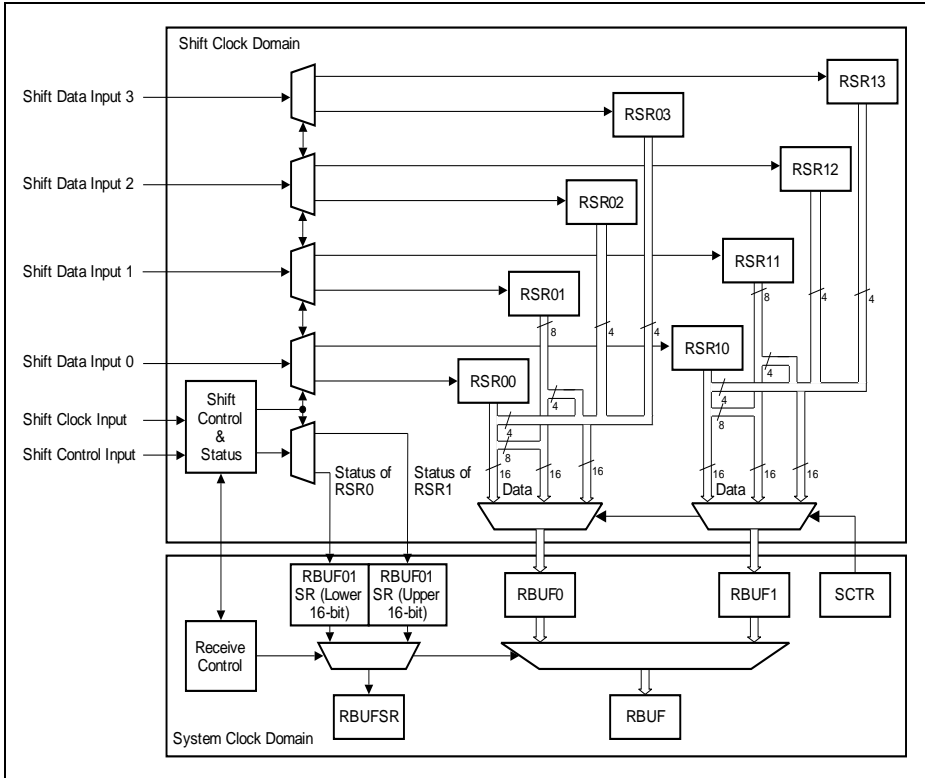 Shift Clock Domain
RSR13
Shift Data Input 3
RSR03
RSR12
Shift Data Input 2
RSR02
RSR11
Shift Data Input 1
RSR01
8
4
4
8
4
4
RSR10
Shift Data Input 0
RSR00
4
4
Shift
Control
&
Status
Shift Clock Input
Shift Control Input
4
8
4
8
Status of
RSR0
Status of
RSR1
16
16
16
16
16
16
Data
Data
RBUF01
SR (Lower
16-bit)
RBUF01
SR (Upper
16-bit)
RBUF0
RBUF1
SCTR
Receive
Control
RBUFSR
RBUF
System Clock Domain